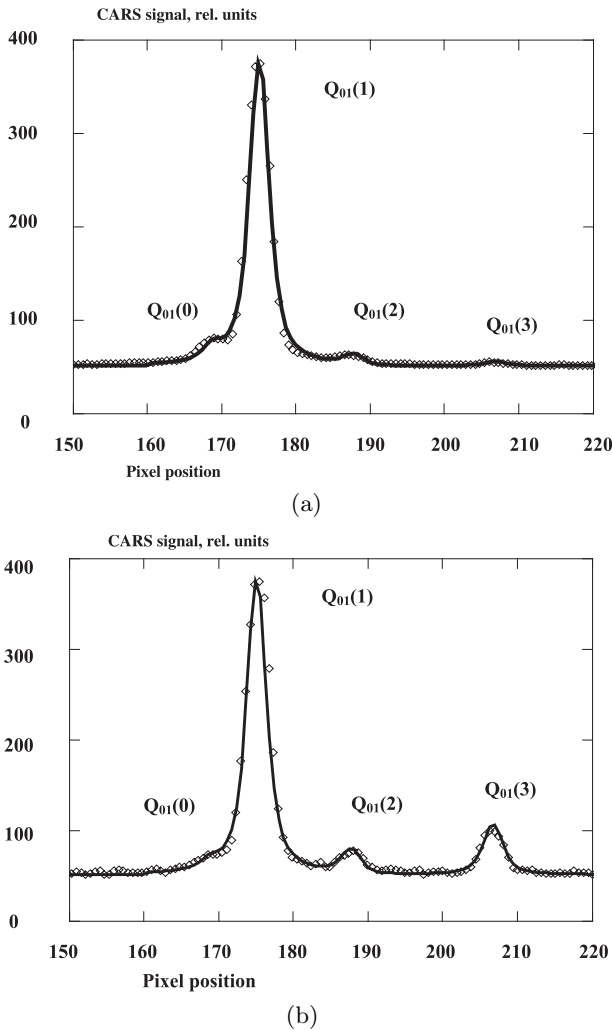 CARS signal, rel. units
400
Q₀₁(1)
300
200
Q₀₁(0)
Q₀₁(2)
Q₀₁(3)
100
0
150 160 170 180 190 200 210 220
Pixel position
(a)
CARS signal, rel. units
400
Q₀₁(1)
300
200
Q₀₁(3)
Q₀₁(0)
Q₀₁(2)
100
0
150 160 170 180 190 200 210 220
Pixel position
(b)